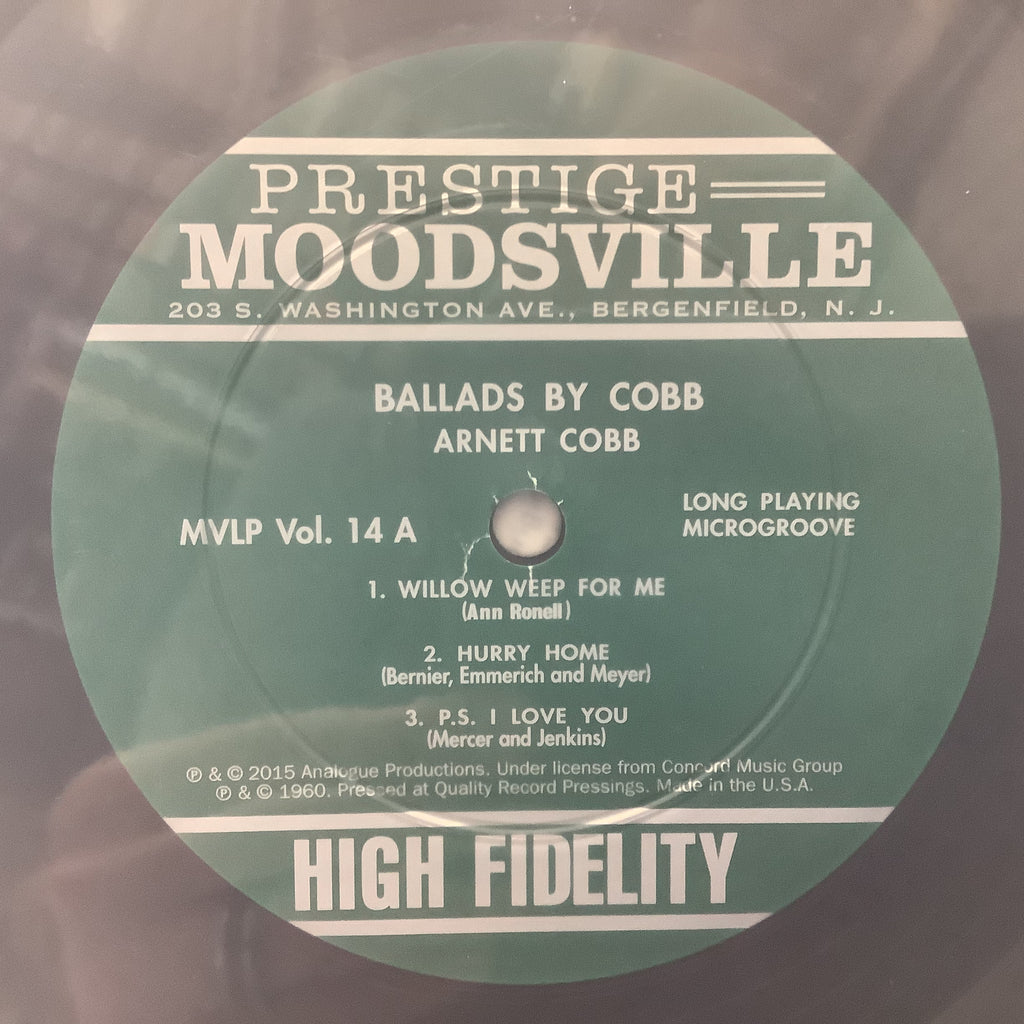 PRESTIGE
MOODSVILLE
203 S. WASHINGTON AVE., BERGENFIELD, N. J.
BALLADS BY COBB
ARNETT COBB
LONG PLAYING
MICROGROOVE
MVLP Vol. 14 A
1. WILLOW WEEP FOR ME
(Ann Ronell)
2. HURRY HOME
(Bernier, Emmerich and Meyer)
3. P.S. I LOVE YOU
(Mercer and Jenkins)
℗ & © 2015 Analogue Productions. Under license from Concord Music Group
℗ & © 1960. Pressed at Quality Record Pressings. Made in the U.S.A.
HIGH FIDELITY